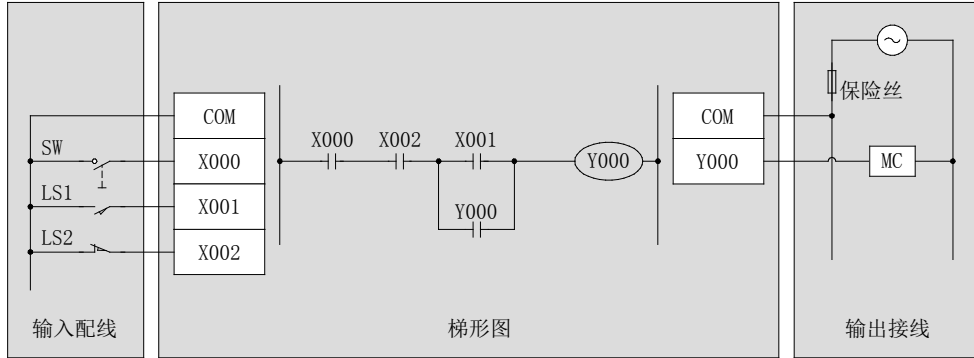 COM
SW
X000
LS1
X001
LS2
X002
输入配线
X000
X002
X001
Y000
Y000
梯形图
COM
Y000
保险丝
MC
输出接线